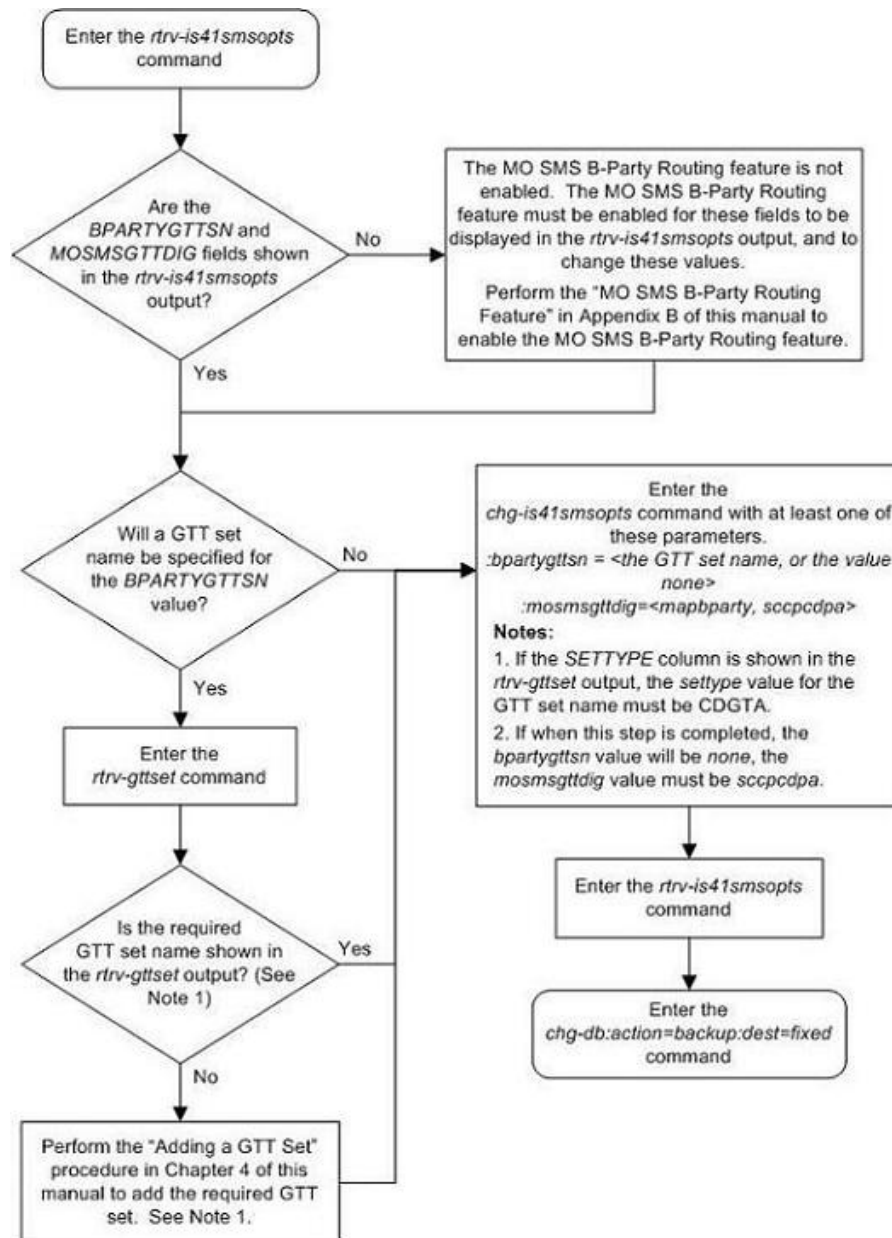 Enter the rtrv-is41smsopts
command
Are the
BPARTYGTTSN and
MOSMSGTTDIG fields shown
in the rtrv-is41smsopts
output?
No
The MO SMS B-Party Routing feature is not
enabled. The MO SMS B-Party Routing
feature must be enabled for these fields to be
displayed in the rtrv-is41smsopts output, and to
change these values.
Perform the “MO SMS B-Party Routing
Feature” in Appendix B of this manual to
enable the MO SMS B-Party Routing feature.
Yes
Will a GTT set
name be specified for
the BPARTYGTTSN
value?
No
Yes
Enter the
rtrv-gttset command
Is the required
GTT set name shown in
the rtrv-gttset output? (See
Note 1)
Yes
No
Perform the “Adding a GTT Set”
procedure in Chapter 4 of this
manual to add the required GTT
set. See Note 1.
Enter the
chg-is41smsopts command with at least one of
these parameters.
:bpartygttsn = <the GTT set name, or the value
none>
:mosmsgttdig=<mapbparty, sccpcdpa>
Notes:
1. If the SETTYPE column is shown in the
rtrv-gttset output, the settype value for the
GTT set name must be CDGTA.
2. If when this step is completed, the
bpartygttsn value will be none, the
mosmsgttdig value must be sccpcdpa.
Enter the rtrv-is41smsopts
command
Enter the
chg-db:action=backup:dest=fixed
command